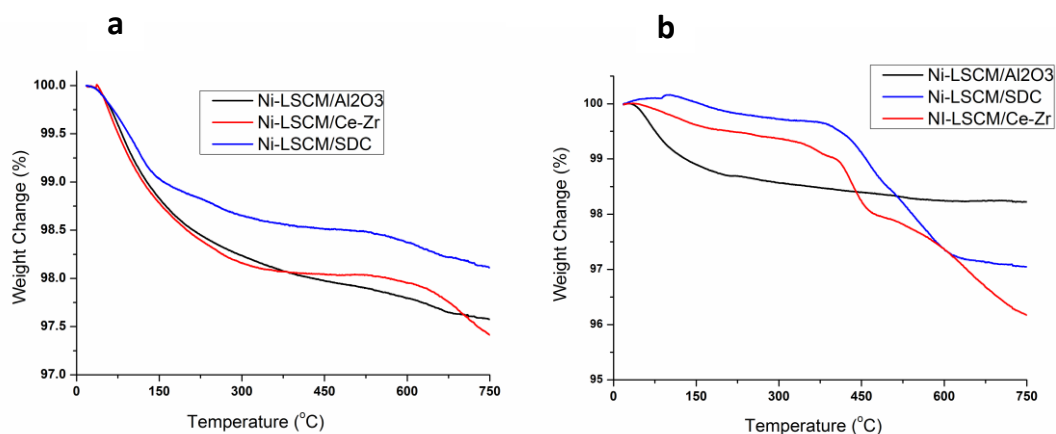 a
Ni-LSCM/Al2O3
Ni-LSCM/Ce-Zr
Ni-LSCM/SDC
Weight Change (%)
100.0
99.5
99.0
98.5
98.0
97.5
97.0
0 150 300 450 600 750
Temperature (°C)
b
Ni-LSCM/Al2O3
Ni-LSCM/SDC
NI-LSCM/Ce-Zr
Weight Change (%)
100
99
98
97
96
95
0 150 300 450 600 750
Temperature (°C)